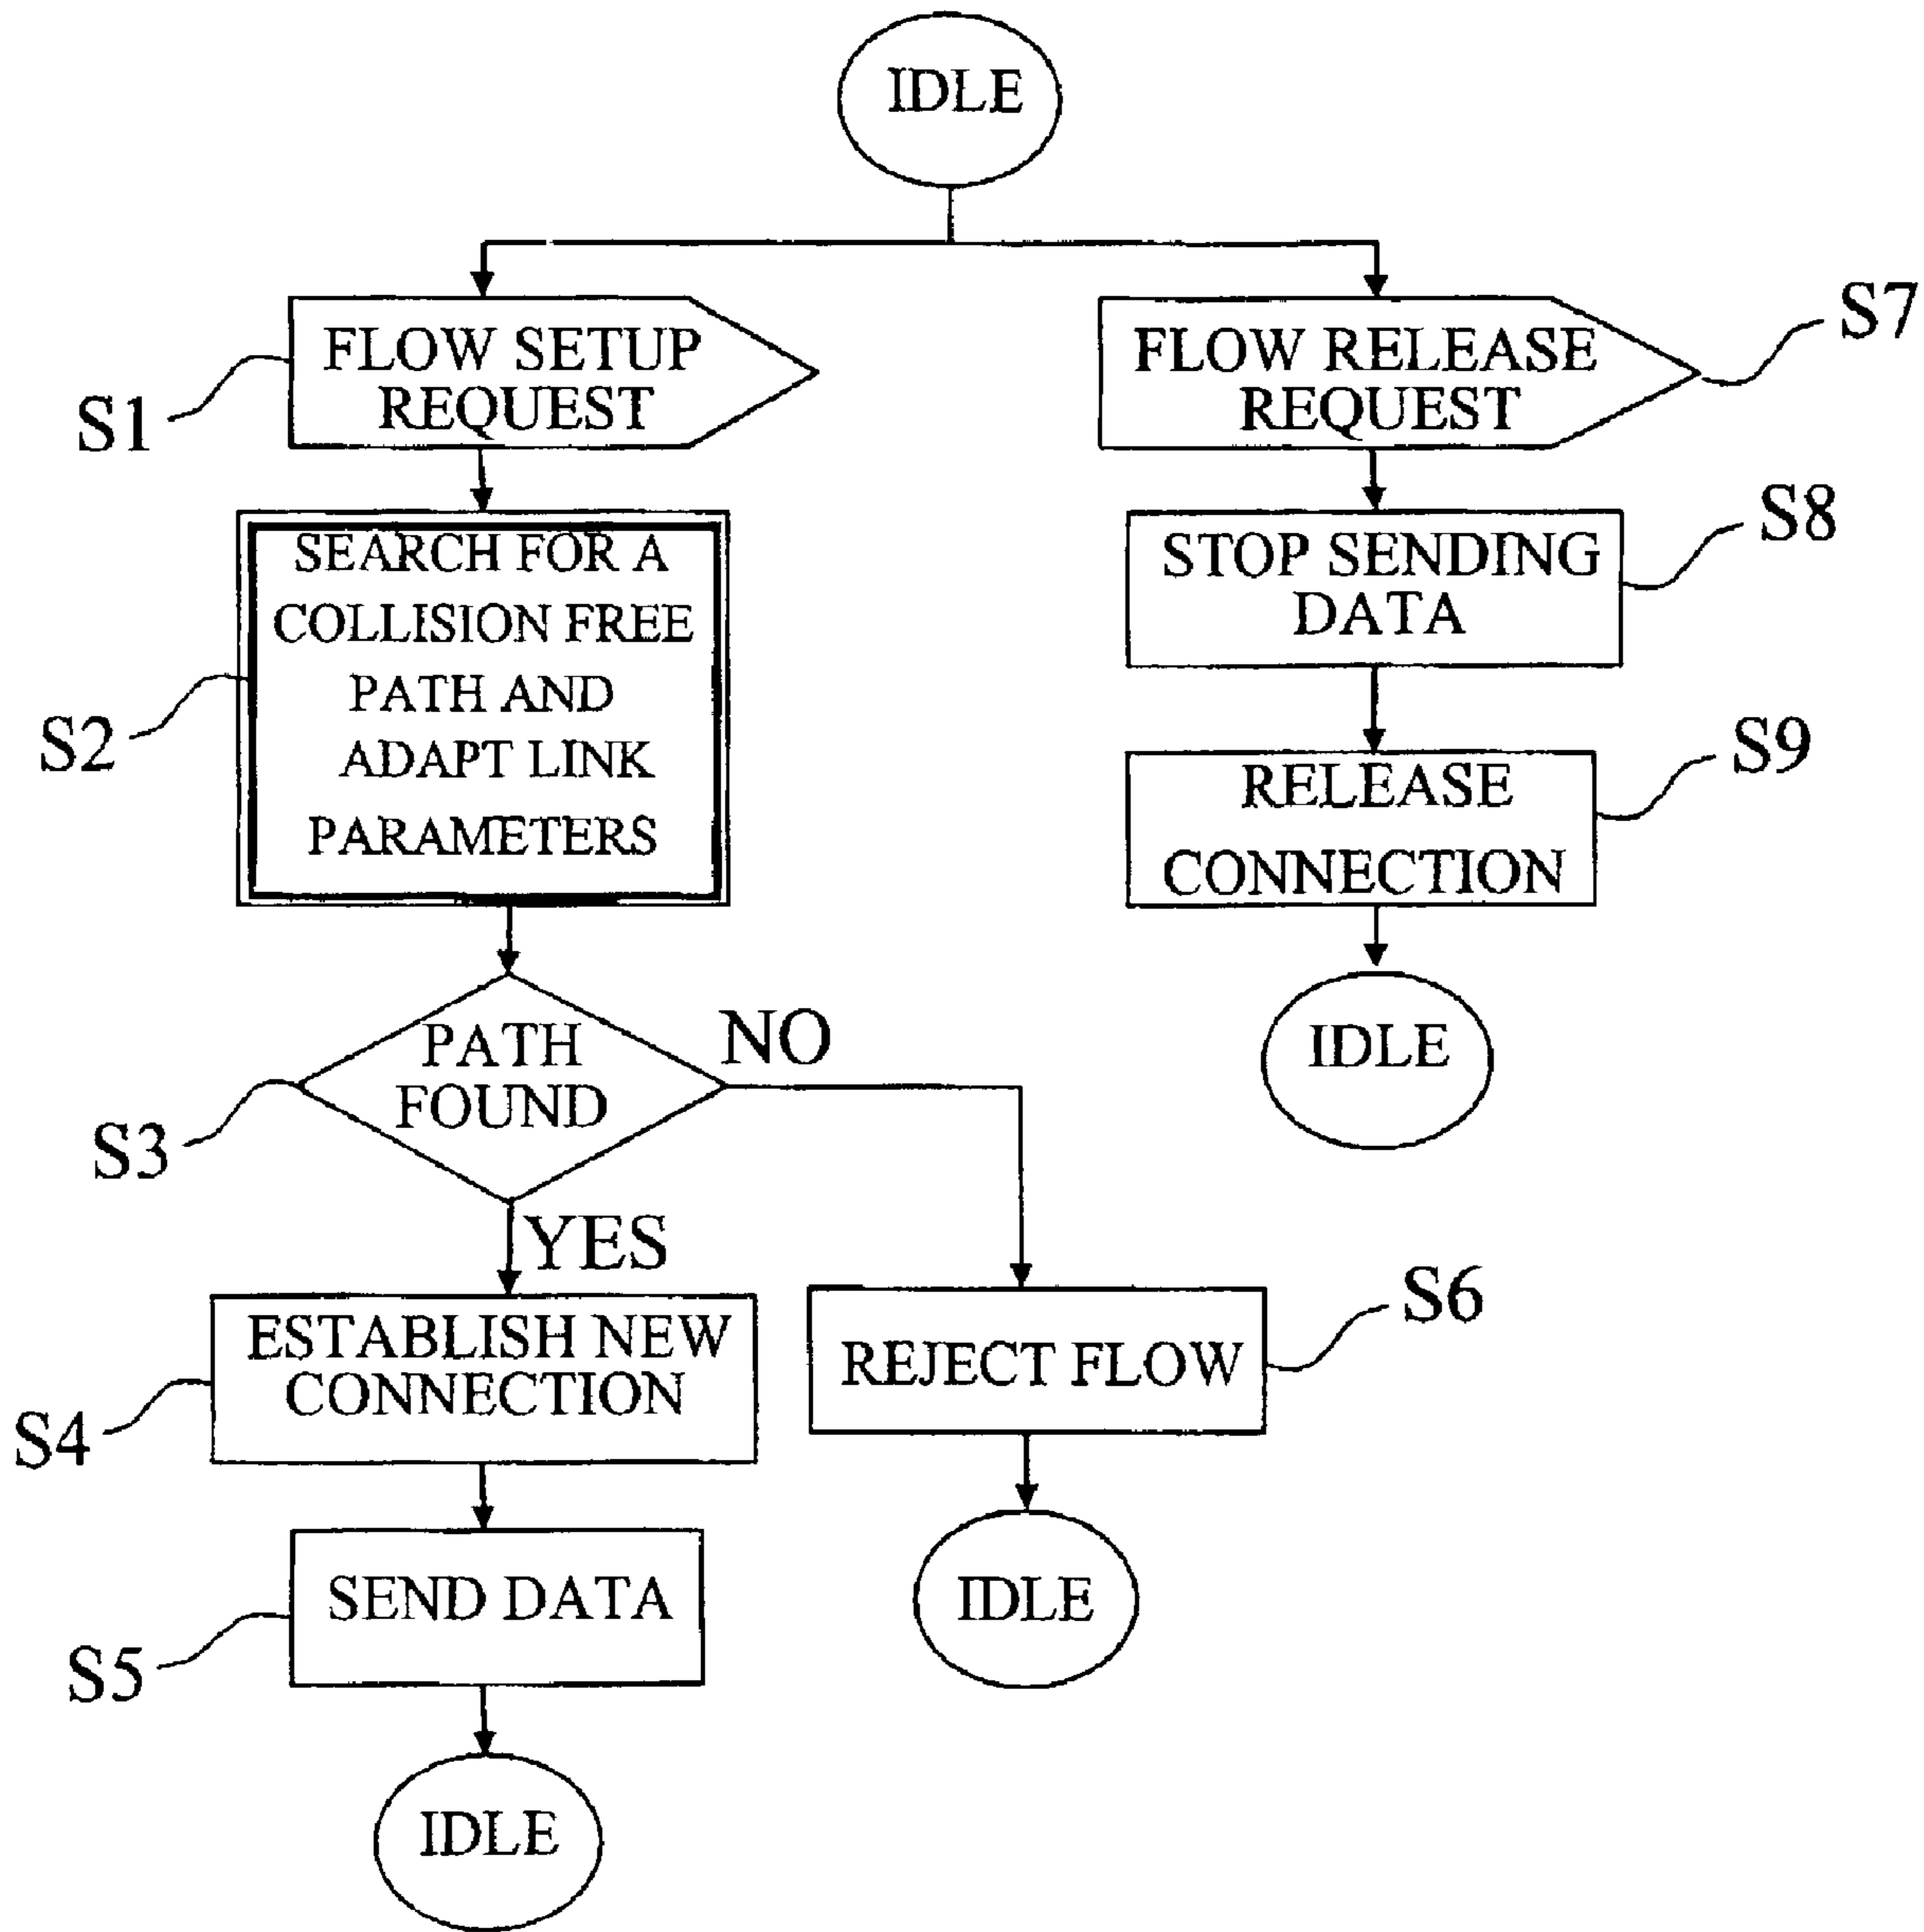 IDLE
FLOW SETUP
REQUEST
S1
FLOW RELEASE
REQUEST
S7
SEARCH FOR A
COLLISION FREE
PATH AND
ADAPT LINK
PARAMETERS
S2
STOP SENDING
DATA
S8
RELEASE
CONNECTION
S9
IDLE
PATH
FOUND
S3
NO
YES
ESTABLISH NEW
CONNECTION
S4
REJECT FLOW
S6
SEND DATA
S5
IDLE
IDLE